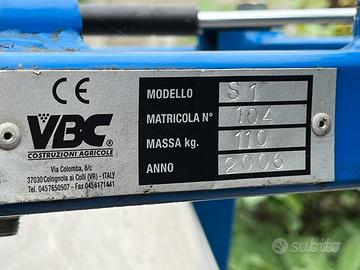 CE
VBC
COSTRUZIONI AGRICOLE
Via Colomba, 8/c
37030 Colognola ai Colli (VR) - ITALY
Tel. 0457650507 - Fax 0456171441
MODELLO S1
MATRICOLA N° 104
MASSA kg. 110
ANNO 2006
subito